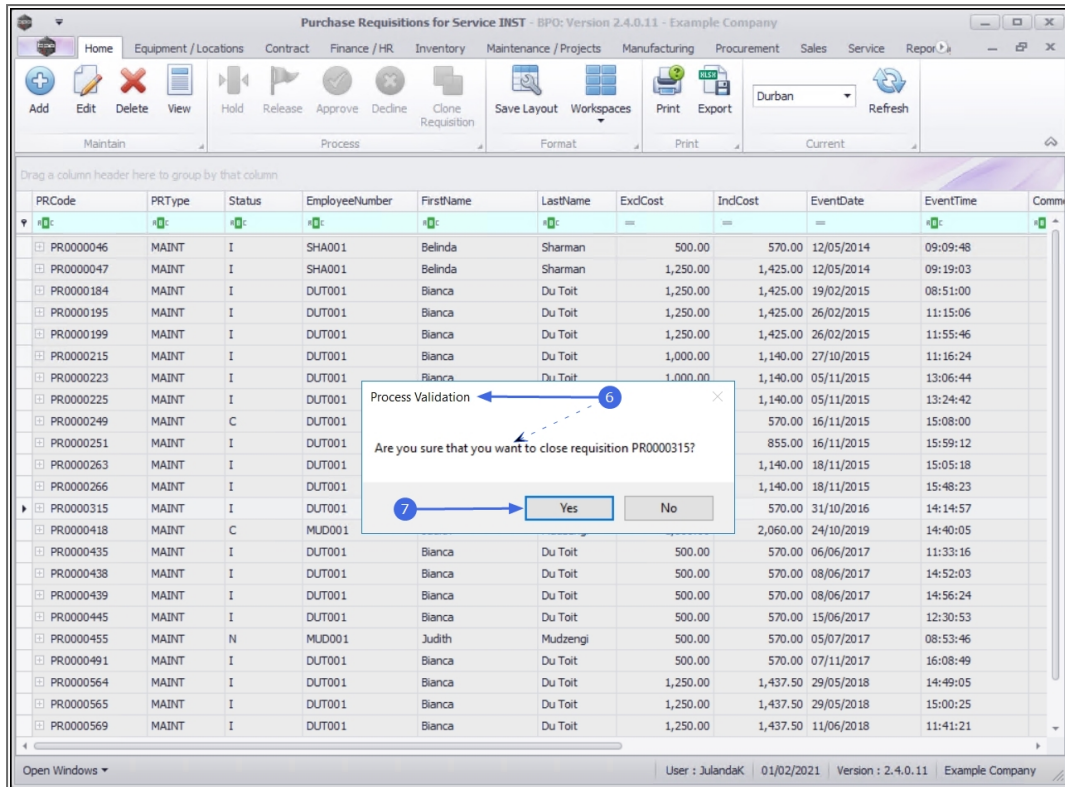 Purchase Requisitions for Service INST - BPO: Version 2.4.0.11 - Example Company
Home Equipment / Locations Contract Finance / HR Inventory Maintenance / Projects Manufacturing Procurement Sales Service Repor
Add Edit Delete View Hold Release Approve Decline Clone Requisition Save Layout Workspaces Print Export Durban Refresh
Maintain Process Format Print Current
Drag a column header here to group by that column
PRCode PRType Status EmployeeNumber FirstName LastName ExclCost InclCost EventDate EventTime Comm
PR0000046 MAINT I SHA001 Belinda Sharman 500.00 570.00 12/05/2014 09:09:48
PR0000047 MAINT I SHA001 Belinda Sharman 1,250.00 1,425.00 12/05/2014 09:19:03
PR0000184 MAINT I DUT001 Bianca Du Toit 1,250.00 1,425.00 19/02/2015 08:51:00
PR0000195 MAINT I DUT001 Bianca Du Toit 1,250.00 1,425.00 26/02/2015 11:15:06
PR0000199 MAINT I DUT001 Bianca Du Toit 1,250.00 1,425.00 26/02/2015 11:55:46
PR0000215 MAINT I DUT001 Bianca Du Toit 1,000.00 1,140.00 27/10/2015 11:16:24
PR0000223 MAINT I DUT001 Bianca Du Toit 1,000.00 1,140.00 05/11/2015 13:06:44
PR0000225 MAINT I DUT001 1,140.00 05/11/2015 13:24:42
PR0000249 C MAINT DUT001 570.00 16/11/2015 15:08:00
PR0000251 MAINT I DUT001 855.00 16/11/2015 15:59:12
PR0000263 MAINT I DUT001 1,140.00 18/11/2015 15:05:18
PR0000266 MAINT I DUT001 1,140.00 18/11/2015 15:48:23
PR0000315 MAINT I DUT001 570.00 31/10/2016 14:14:57
PR0000418 MAINT C MUD001 2,060.00 24/10/2019 14:40:05
Process Validation 6
Are you sure that you want to close requisition PR0000315?
7 Yes No
PR0000435 MAINT I DUT001 Bianca Du Toit 500.00 570.00 06/06/2017 11:33:16
PR0000438 MAINT I DUT001 Bianca Du Toit 500.00 570.00 08/06/2017 14:52:03
PR0000439 MAINT I DUT001 Bianca Du Toit 500.00 570.00 08/06/2017 14:56:24
PR0000445 MAINT I DUT001 Bianca Du Toit 500.00 570.00 15/06/2017 12:30:53
PR0000455 MAINT N MUD001 Judith Mudzengi 500.00 570.00 05/07/2017 08:53:46
PR0000491 MAINT I DUT001 Bianca Du Toit 500.00 570.00 07/11/2017 16:08:49
PR0000564 MAINT I DUT001 Bianca Du Toit 1,250.00 1,437.50 29/05/2018 14:49:05
PR0000565 MAINT I DUT001 Bianca Du Toit 1,250.00 1,437.50 29/05/2018 15:00:25
PR0000569 MAINT I DUT001 Bianca Du Toit 1,250.00 1,437.50 11/06/2018 11:41:21
Open Windows User : JulandaK 01/02/2021 Version : 2.4.0.11 Example Company